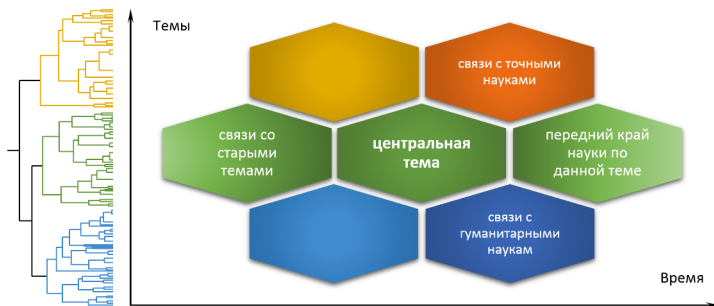 Темы
связи с точными
науками
связи со
старыми
темами
центральная
тема
передний край
науки по
данной теме
связи с
гуманитарными
наукам
Время